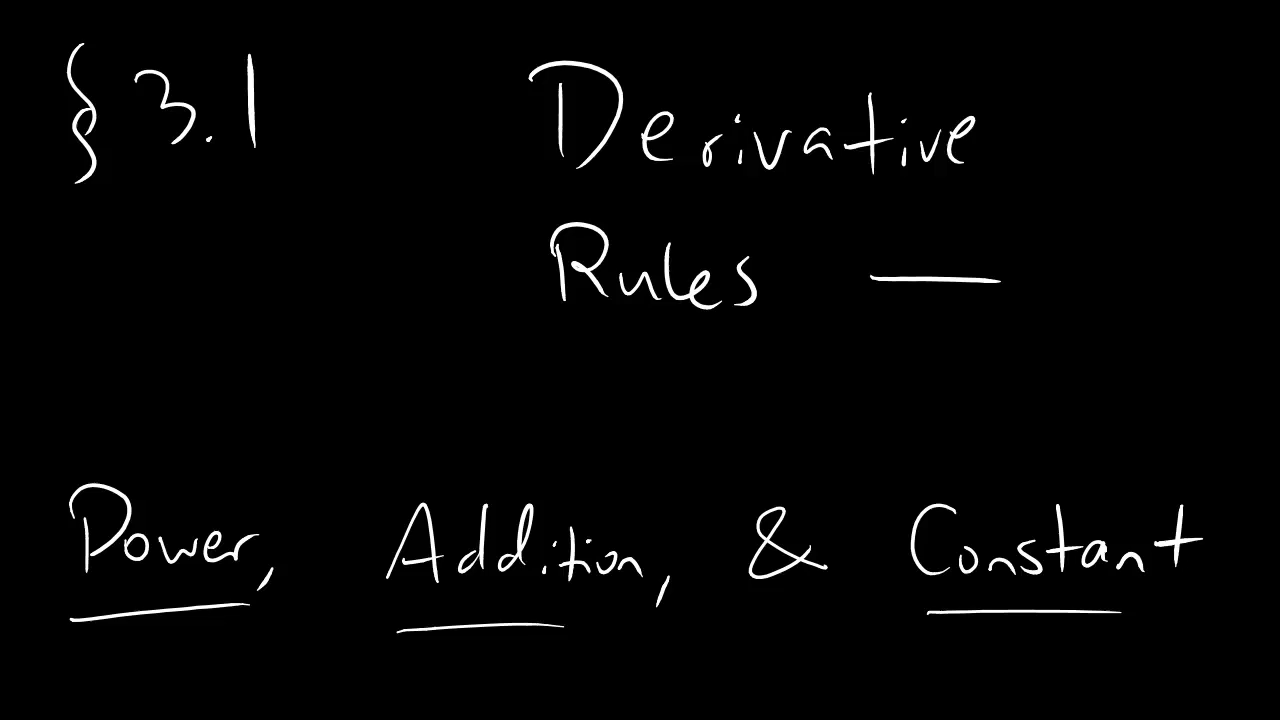 § 3.1 Derivative
Rules —
Power, Addition, & Constant